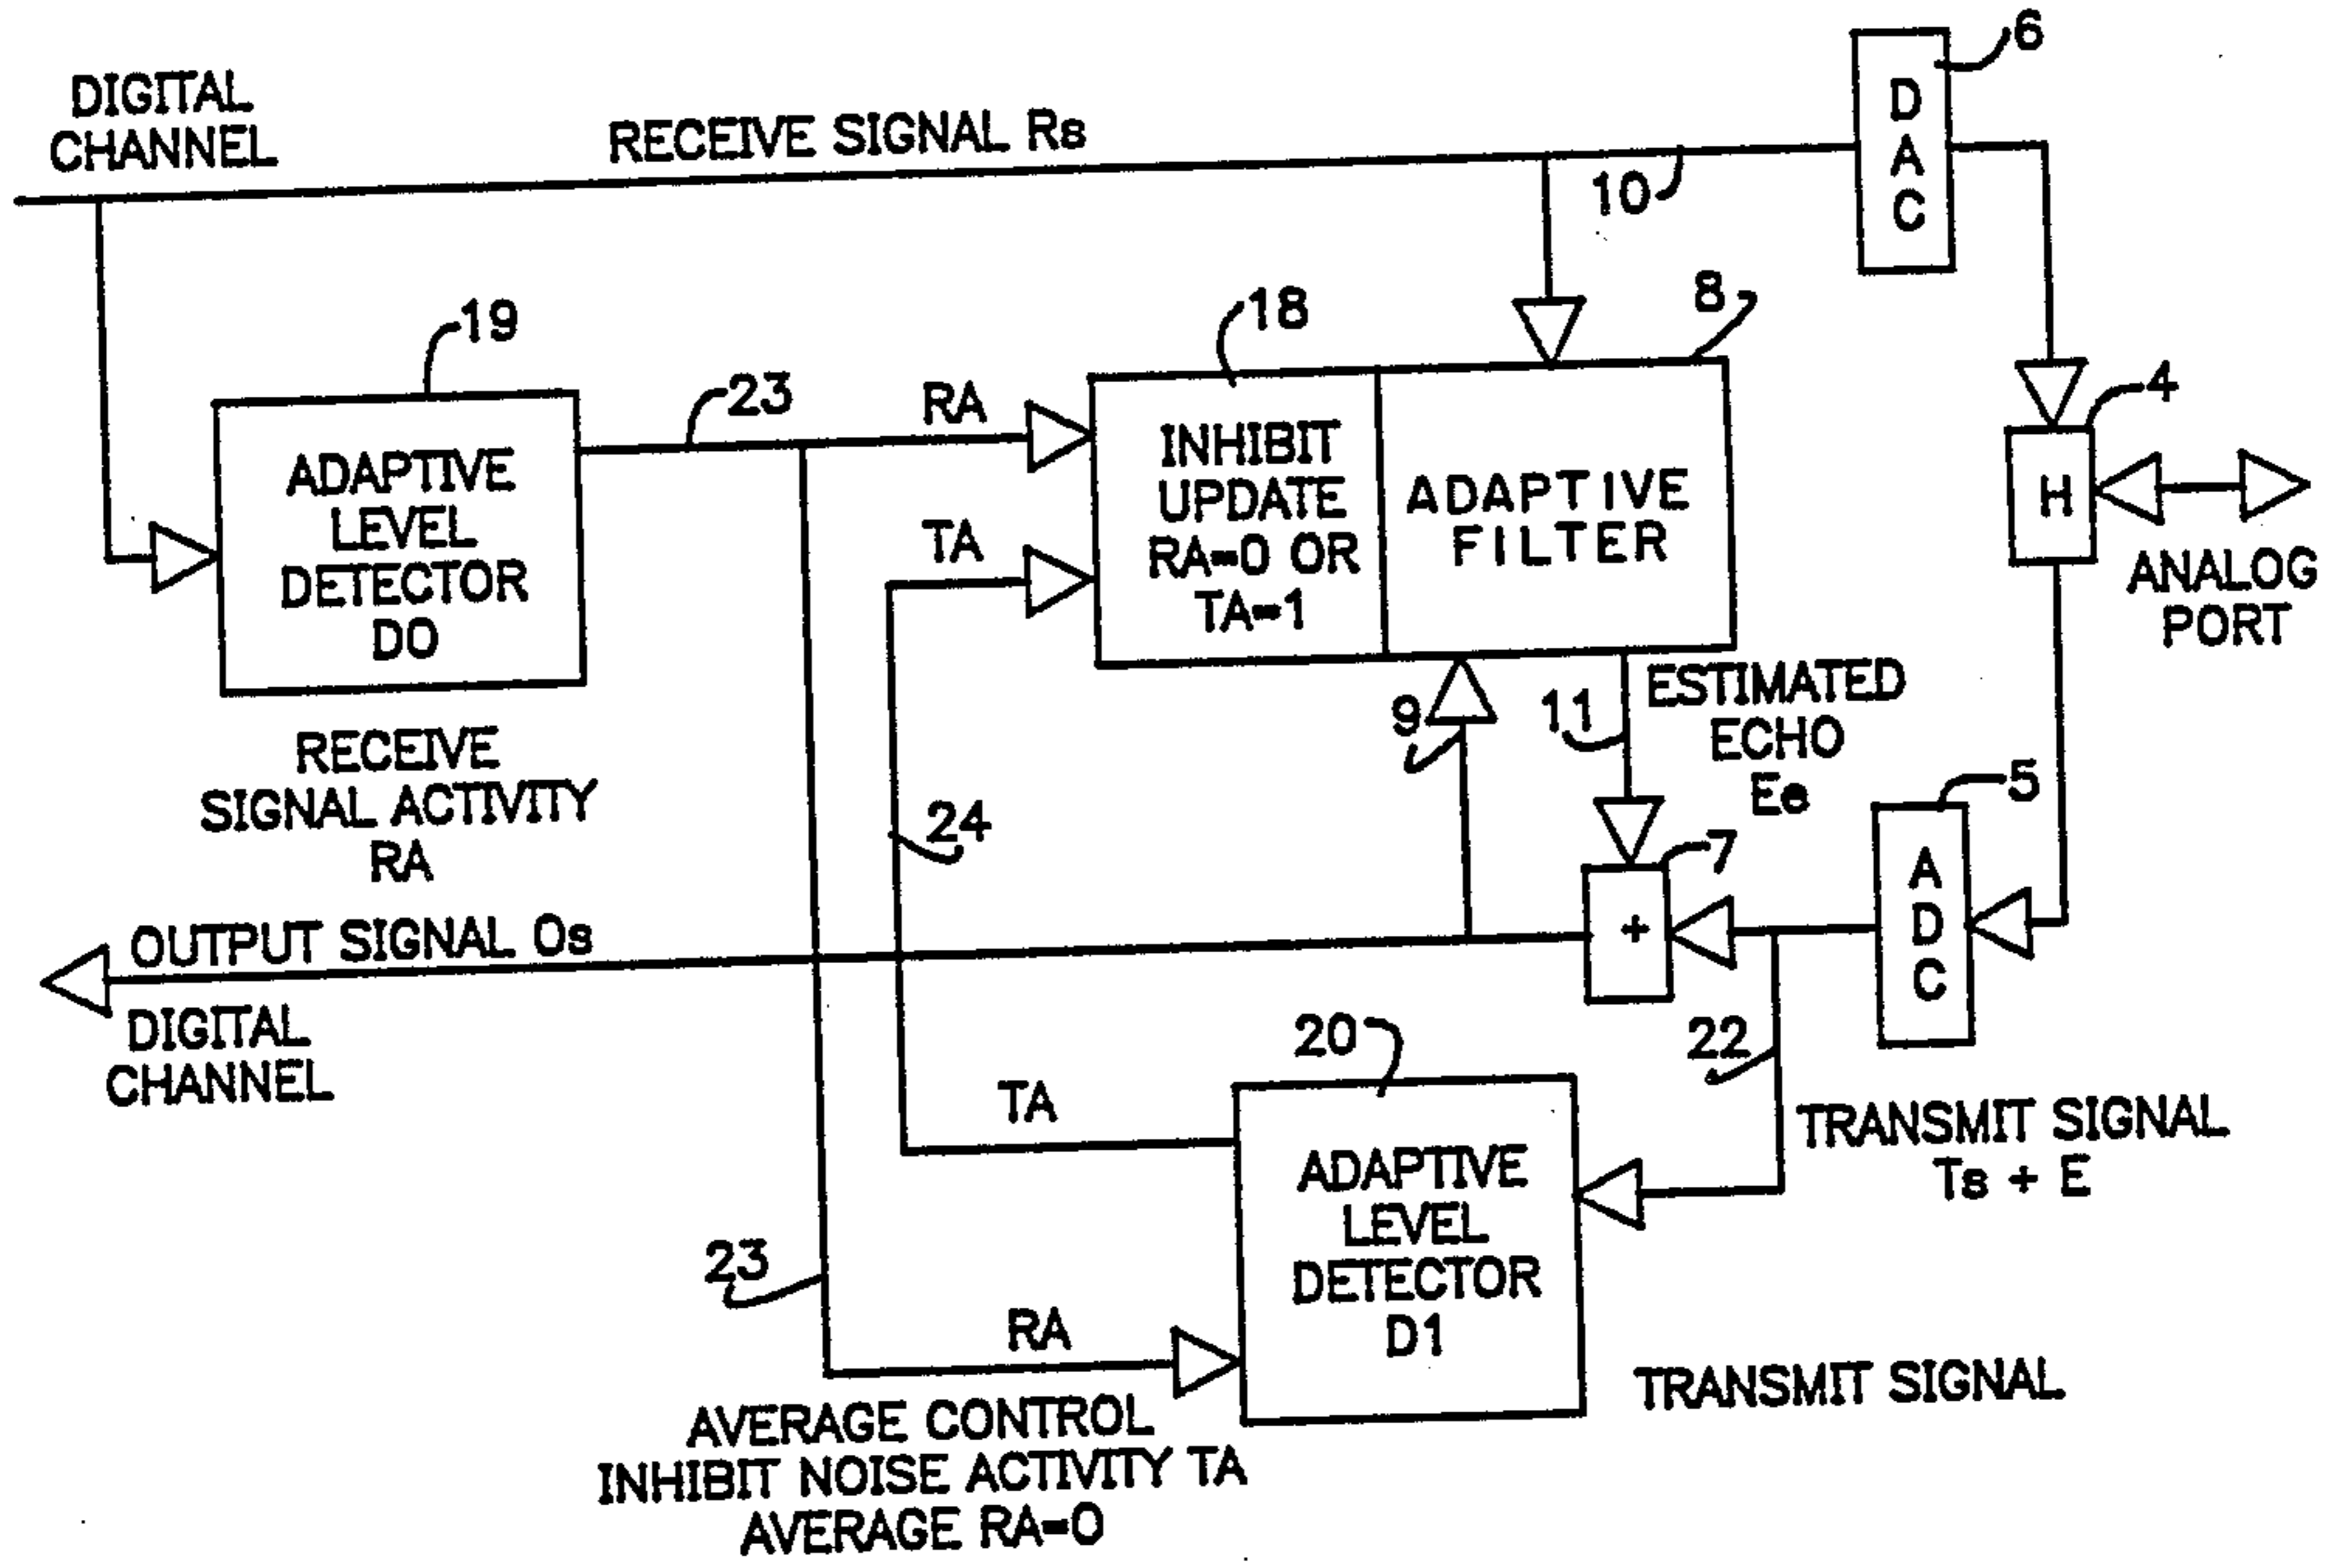 DIGITAL
CHANNEL
RECEIVE SIGNAL Rs
10
D
A
C
6
19
ADAPTIVE
LEVEL
DETECTOR
DO
RECEIVE
SIGNAL ACTIVITY
RA
23
RA
TA
18
INHIBIT
UPDATE
RA=0 OR
TA=1
8
ADAPTIVE
FILTER
4
H
ANALOG
PORT
9
11
ESTIMATED
ECHO
Ee
24
5
A
D
C
7
+
OUTPUT SIGNAL Os
DIGITAL
CHANNEL
22
TRANSMIT SIGNAL
Ts + E
20
TA
ADAPTIVE
LEVEL
DETECTOR
D1
23
RA
TRANSMIT SIGNAL
AVERAGE CONTROL
INHIBIT NOISE ACTIVITY TA
AVERAGE RA=0